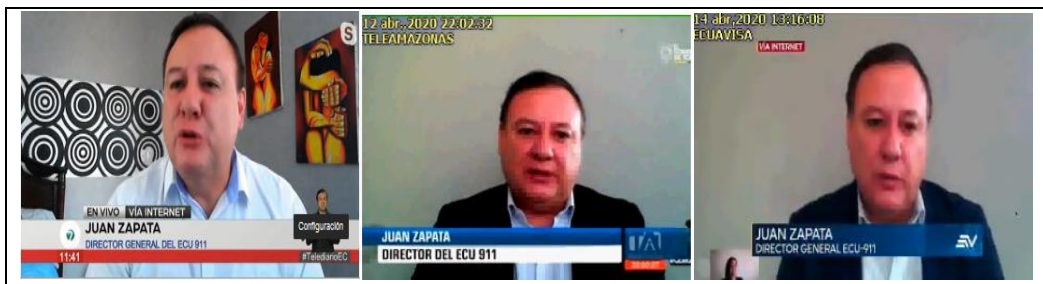 S
EN VIVO VÍA INTERNET
JUAN ZAPATA
DIRECTOR GENERAL DEL ECU 911
11:41
Configuración
#TelediarioEC
12 abr.,2020 22:02:32
TELEAMAZONAS
JUAN ZAPATA
DIRECTOR DEL ECU 911
14 abr.,2020 13:16:08
ECUAVISA
VÍA INTERNET
JUAN ZAPATA
DIRECTOR GENERAL ECU-911